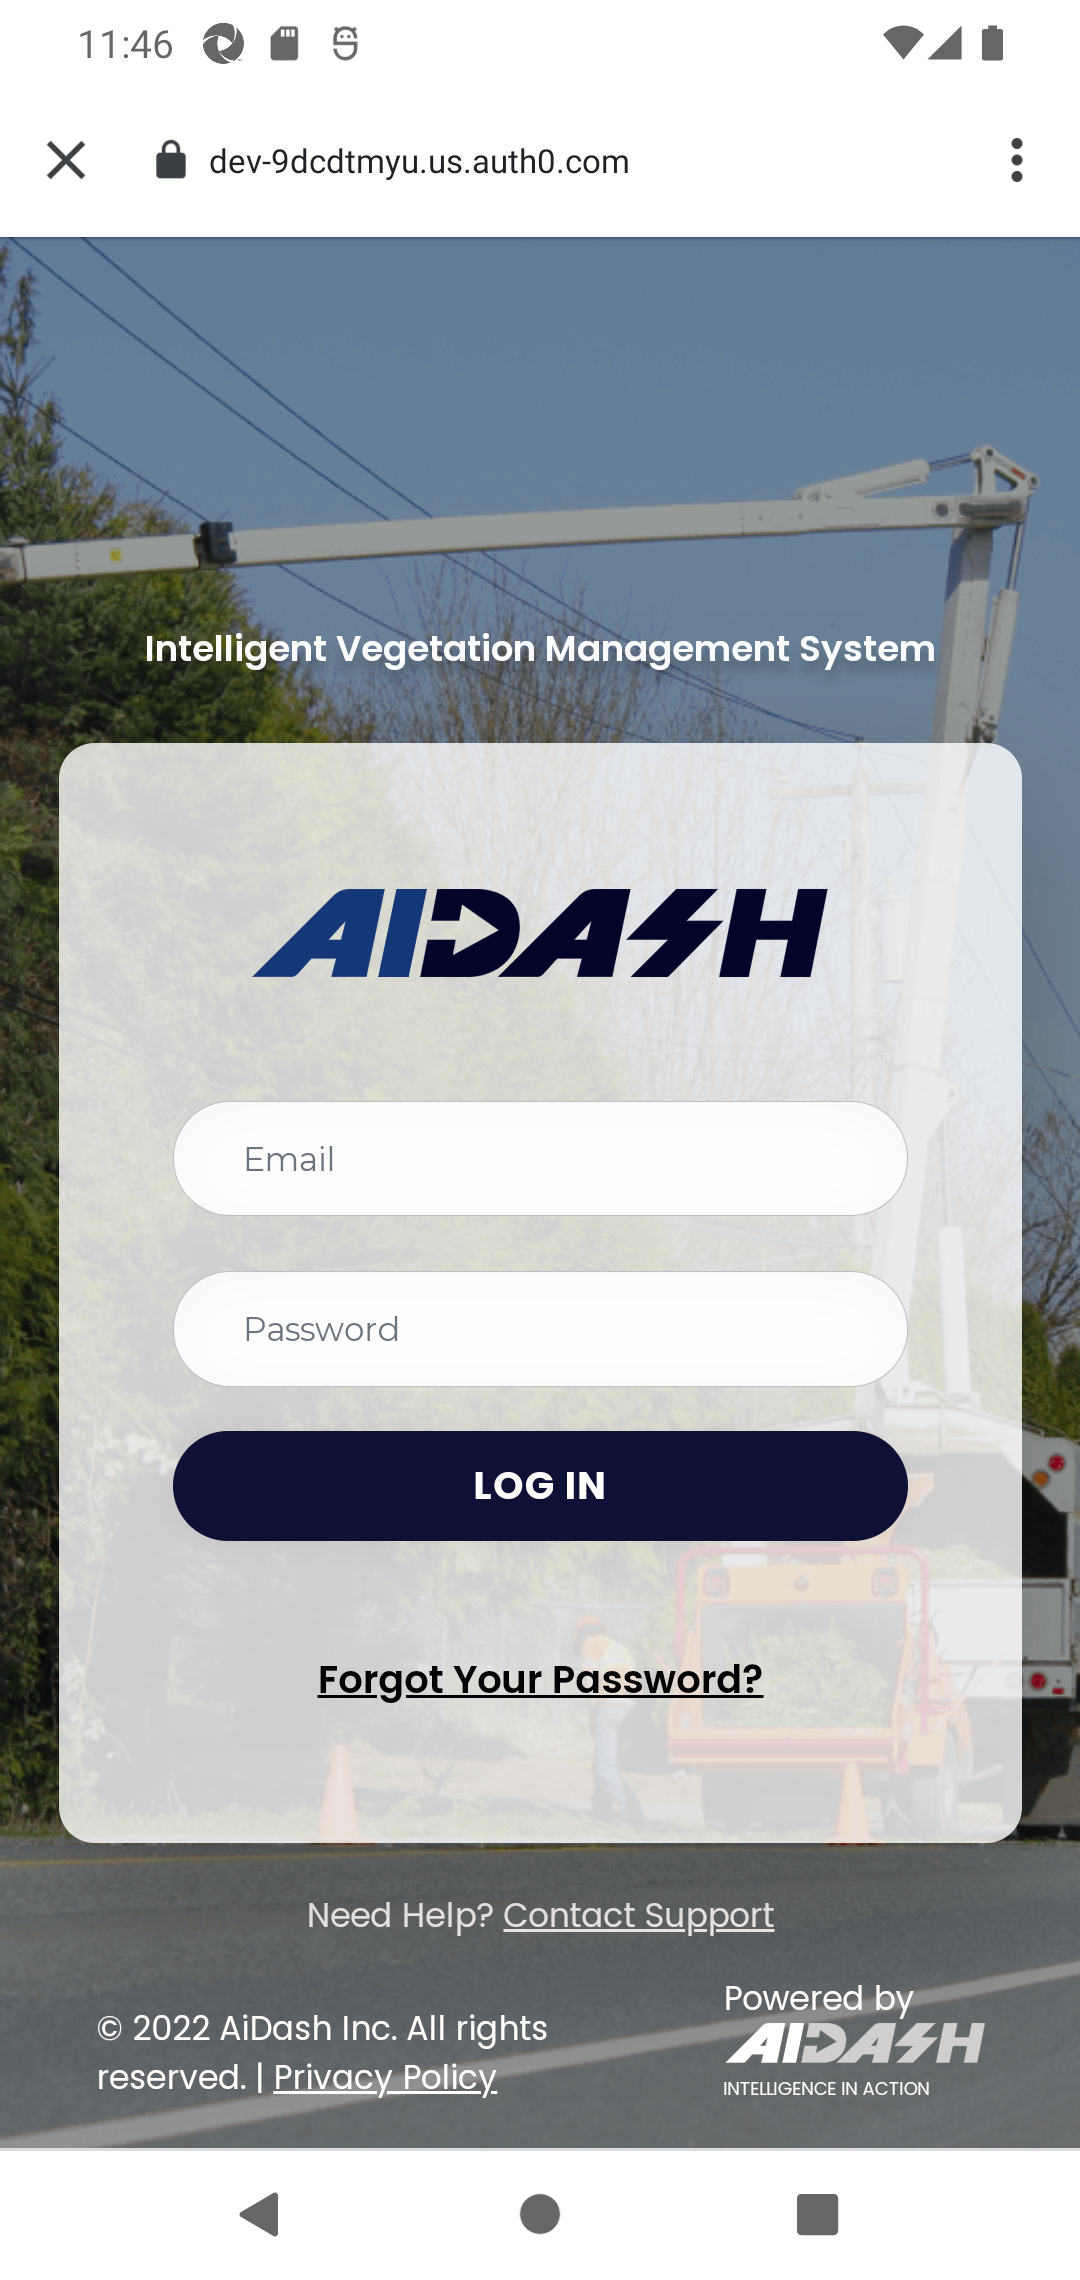 11:46
dev-9dcdtmyu.us.auth0.com
Intelligent Vegetation Management System
AIDASH
Email
Password
LOG IN
Forgot Your Password?
Need Help? Contact Support
© 2022 AiDash Inc. All rights
reserved. | Privacy Policy
Powered by
AIDASH
INTELLIGENCE IN ACTION